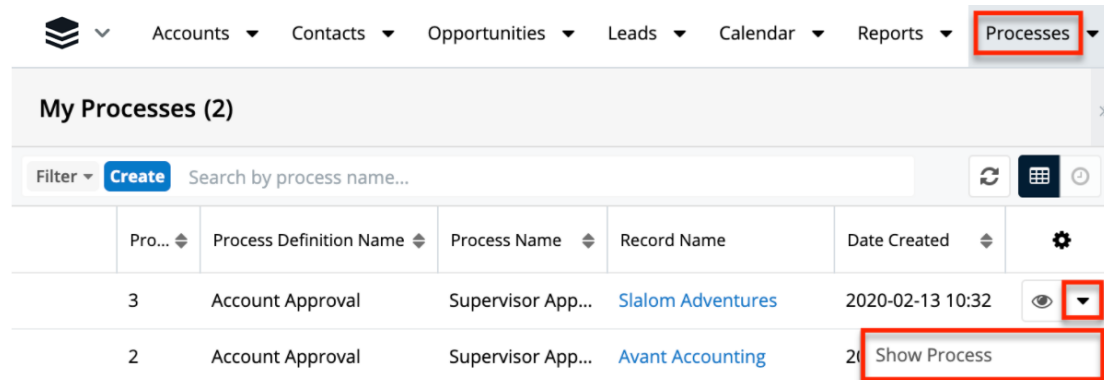 Accounts Contacts Opportunities Leads Calendar Reports Processes
My Processes (2)
Filter Create Search by process name...
Pro... Process Definition Name Process Name Record Name Date Created
3 Account Approval Supervisor App... Slalom Adventures 2020-02-13 10:32
2 Account Approval Supervisor App... Avant Accounting
Show Process